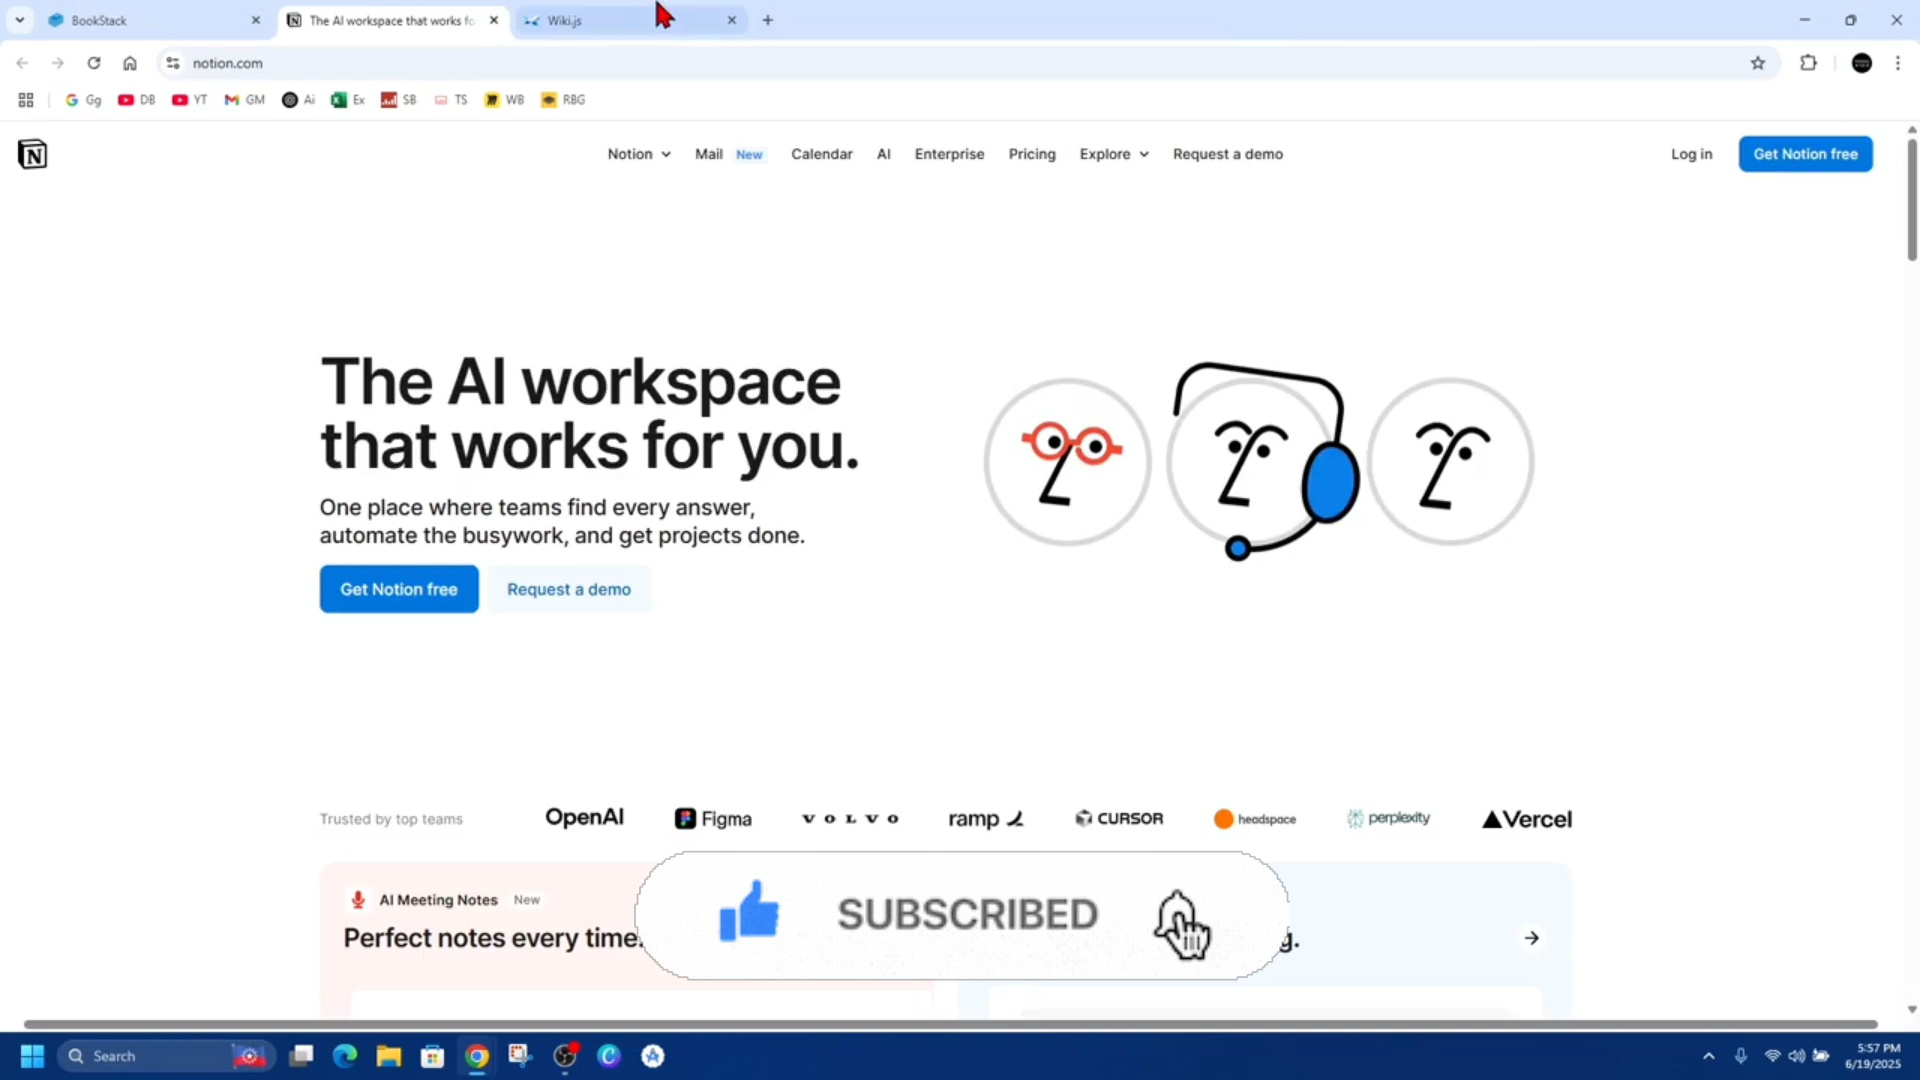 BookStack
The AI workspace that works fo
Wiki.js
notion.com
Gg
DB
YT
GM
Ai
Ex
SB
TS
WB
RBG
Notion
Mail New
Calendar
AI
Enterprise
Pricing
Explore
Request a demo
Log in
Get Notion free
The AI workspace
that works for you.
One place where teams find every answer,
automate the busywork, and get projects done.
Get Notion free
Request a demo
Trusted by top teams
OpenAI
Figma
VOLVO
ramp
CURSOR
headspace
perplexity
Vercel
AI Meeting Notes New
Perfect notes every time.
g.
SUBSCRIBED
Search
5:57 PM
6/19/2025